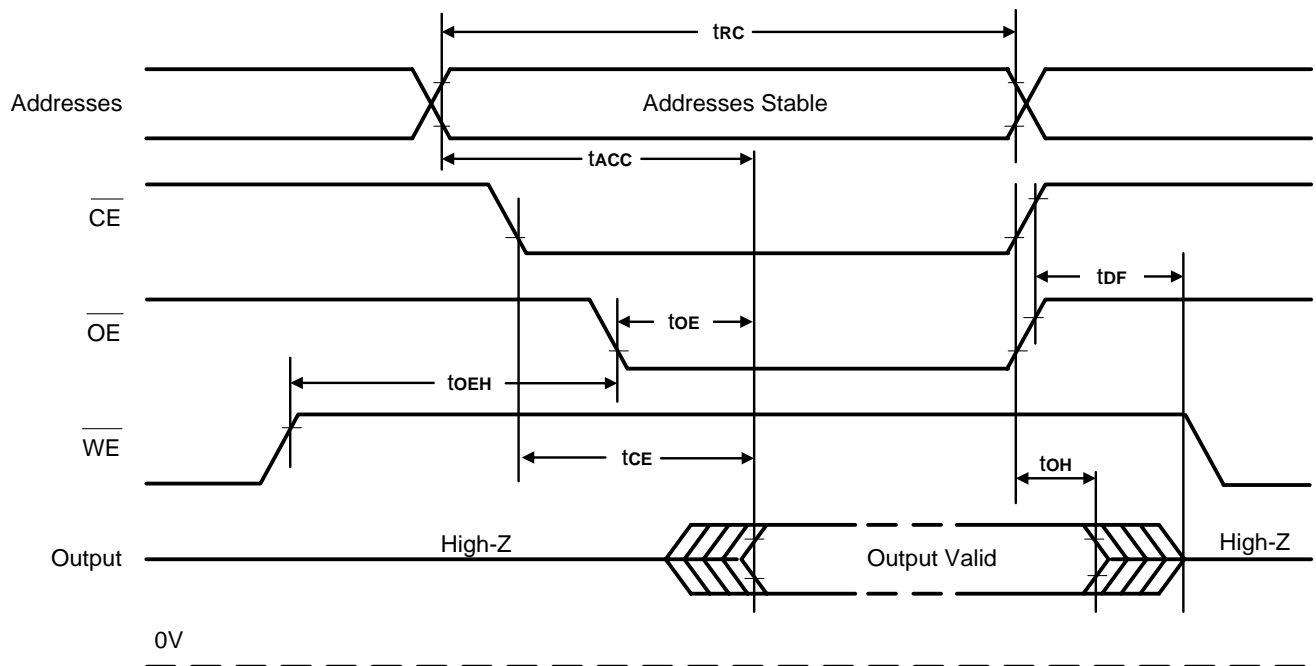 tRC
Addresses
Addresses Stable
tACC
CE
tDF
OE
tOE
tOEH
WE
tCE
tOH
Output
High-Z
Output Valid
High-Z
0V